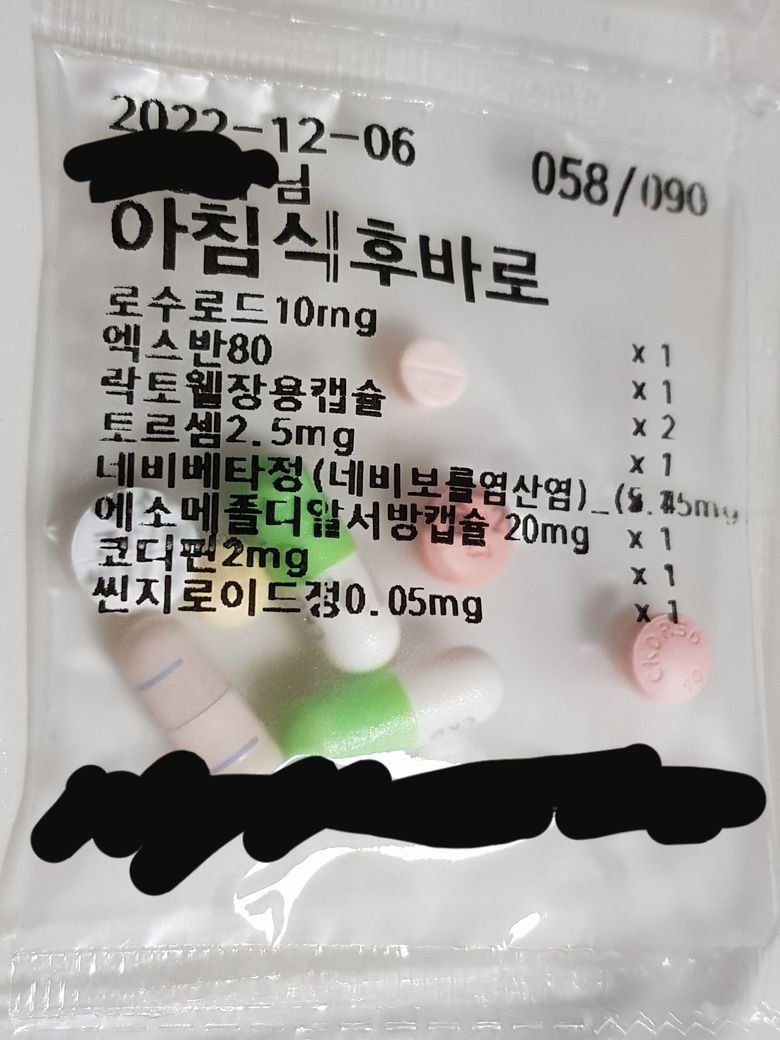 2022-12-06
님
058/090
아침식후바로
로수로드10mg x 1
엑스반80 x 1
락토웰장용캡슐 x 2
토르셈2.5mg x 1
네비베타정(네비보롤염산염)_(
에소메졸디알서방캡슐 20mg x 1
코디핀2mg x 1
씬지로이드정0.05mg x 1
CKD